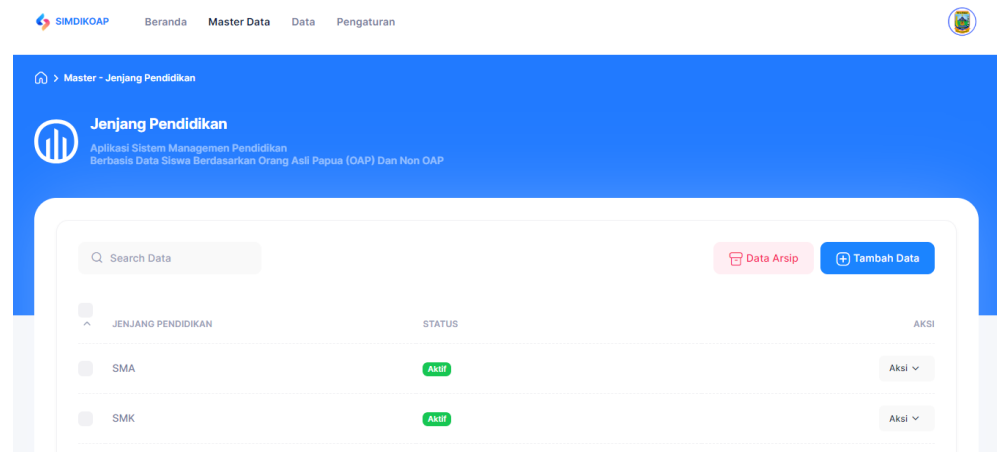 SIMDIKOAP Beranda Master Data Data Pengaturan
> Master - Jenjang Pendidikan
Jenjang Pendidikan
Aplikasi Sistem Managemen Pendidikan
Berbasis Data Siswa Berdasarkan Orang Asli Papua (OAP) Dan Non OAP
Search Data Data Arsip Tambah Data
JENJANG PENDIDIKAN STATUS AKSI
SMA Aktif Aksi
SMK Aktif Aksi